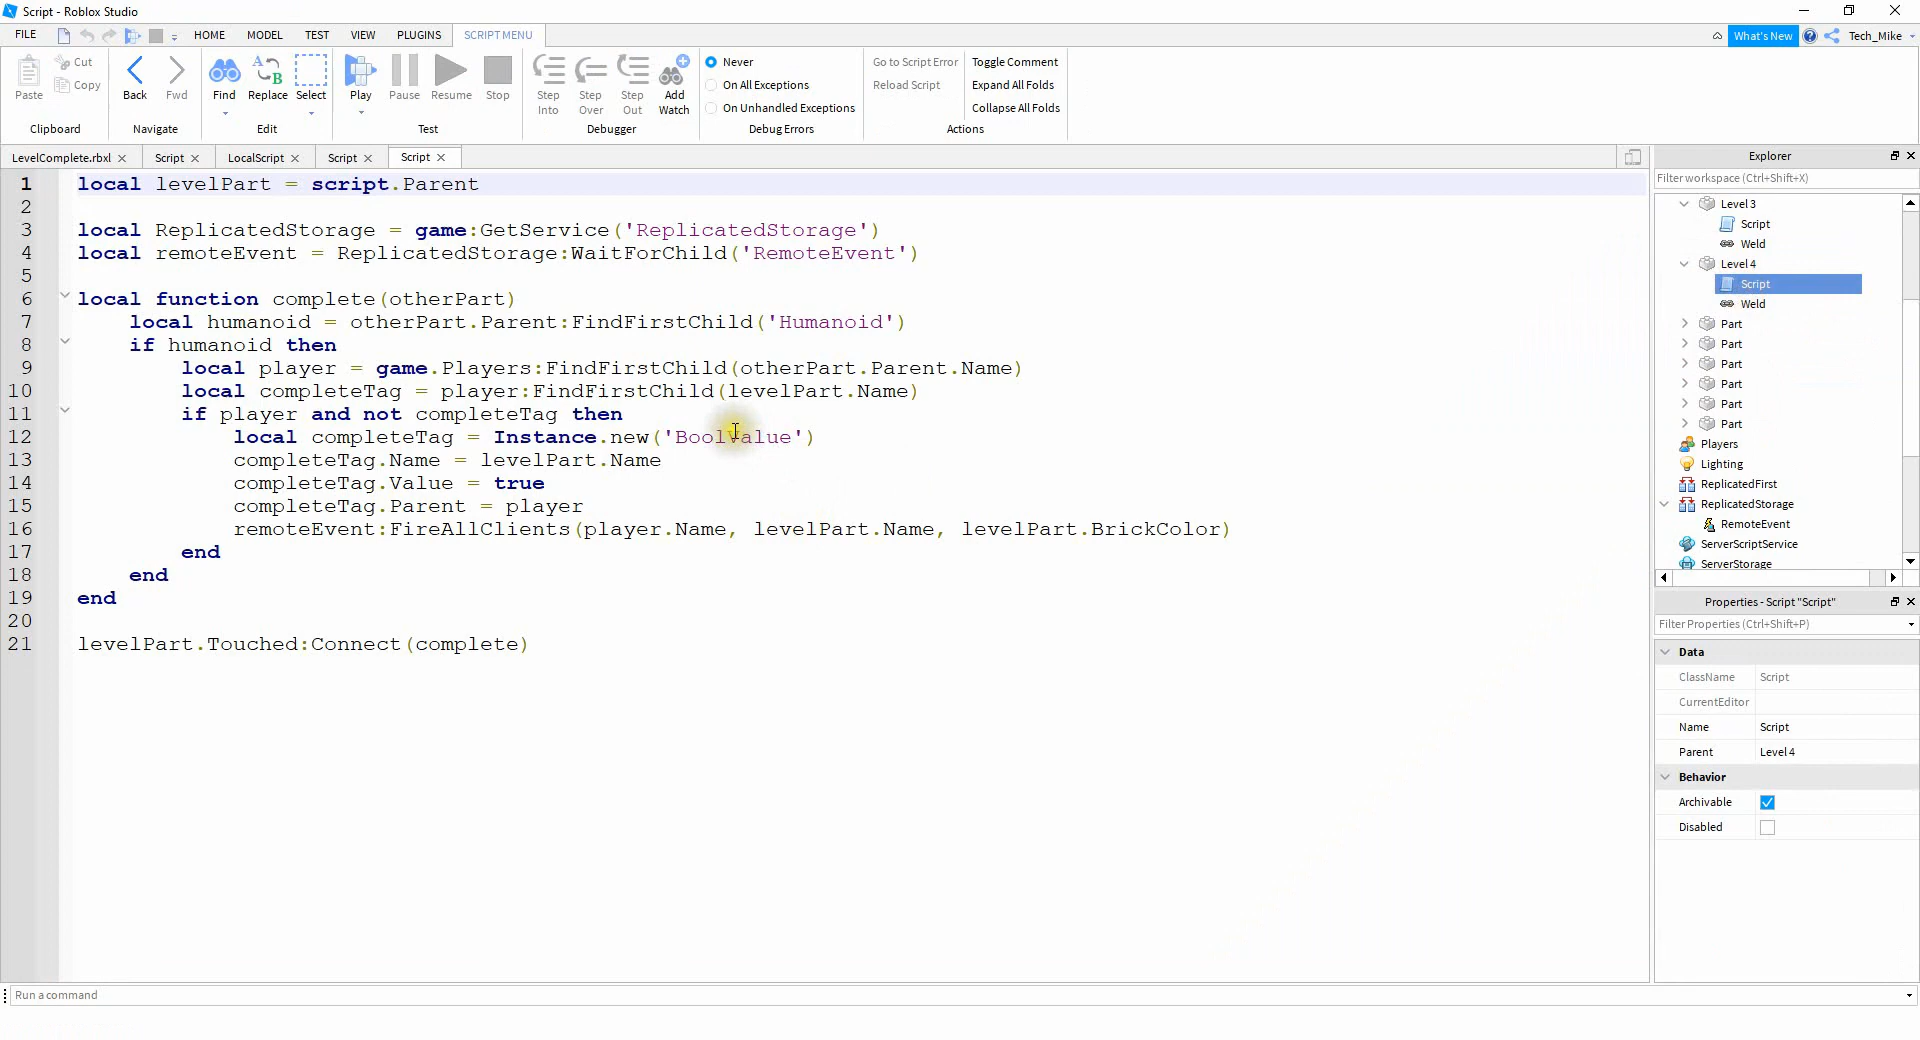 Script - Roblox Studio
FILE HOME MODEL TEST VIEW PLUGINS SCRIPT MENU What's New Tech_Mike
Paste Cut Copy
Clipboard
Back Fwd
Navigate
Find Replace Select
Edit
Play Pause Resume Stop
Test
Step Into Step Over Step Out Add Watch
Debugger
Never
On All Exceptions
On Unhandled Exceptions
Debug Errors
Go to Script Error Toggle Comment
Reload Script Expand All Folds
Collapse All Folds
Actions
LevelComplete.rbxl Script LocalScript Script Script
1 local levelPart = script.Parent
2
3 local ReplicatedStorage = game:GetService('ReplicatedStorage')
4 local remoteEvent = ReplicatedStorage:WaitForChild('RemoteEvent')
5
6 local function complete(otherPart)
7 local humanoid = otherPart.Parent:FindFirstChild('Humanoid')
8 if humanoid then
9 local player = game.Players:FindFirstChild(otherPart.Parent.Name)
10 local completeTag = player:FindFirstChild(levelPart.Name)
11 if player and not completeTag then
12 local completeTag = Instance.new('BoolValue')
13 completeTag.Name = levelPart.Name
14 completeTag.Value = true
15 completeTag.Parent = player
16 remoteEvent:FireAllClients(player.Name, levelPart.Name, levelPart.BrickColor)
17 end
18 end
19 end
20
21 levelPart.Touched:Connect(complete)
Explorer
Filter workspace (Ctrl+Shift+X)
Level 3
Script
Weld
Level 4
Script
Weld
Part
Part
Part
Part
Part
Part
Players
Lighting
ReplicatedFirst
ReplicatedStorage
RemoteEvent
ServerScriptService
ServerStorage
Properties - Script "Script"
Filter Properties (Ctrl+Shift+P)
Data
ClassName Script
CurrentEditor
Name Script
Parent Level 4
Behavior
Archivable
Disabled
Run a command